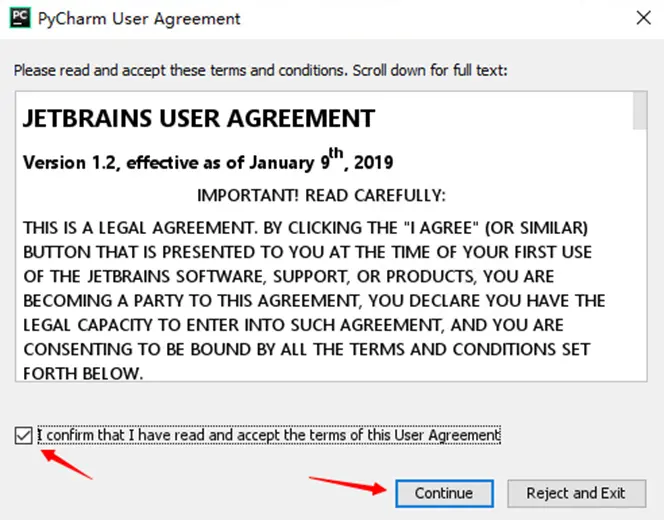 PyCharm User Agreement
Please read and accept these terms and conditions. Scroll down for full text:
JETBRAINS USER AGREEMENT
Version 1.2, effective as of January 9th, 2019
IMPORTANT! READ CAREFULLY:
THIS IS A LEGAL AGREEMENT. BY CLICKING THE "I AGREE" (OR SIMILAR)
BUTTON THAT IS PRESENTED TO YOU AT THE TIME OF YOUR FIRST USE
OF THE JETBRAINS SOFTWARE, SUPPORT, OR PRODUCTS, YOU ARE
BECOMING A PARTY TO THIS AGREEMENT, YOU DECLARE YOU HAVE THE
LEGAL CAPACITY TO ENTER INTO SUCH AGREEMENT, AND YOU ARE
CONSENTING TO BE BOUND BY ALL THE TERMS AND CONDITIONS SET
FORTH BELOW.
I confirm that I have read and accept the terms of this User Agreement
Continue
Reject and Exit